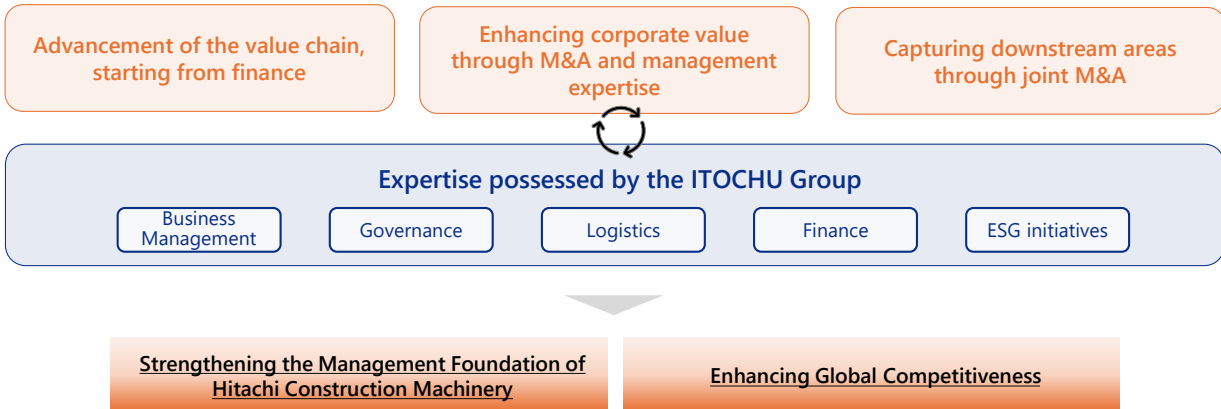 Advancement of the value chain,
starting from finance
Enhancing corporate value
through M&A and management
expertise
Capturing downstream areas
through joint M&A
Expertise possessed by the ITOCHU Group
Business
Management
Governance
Logistics
Finance
ESG initiatives
Strengthening the Management Foundation of
Hitachi Construction Machinery
Enhancing Global Competitiveness